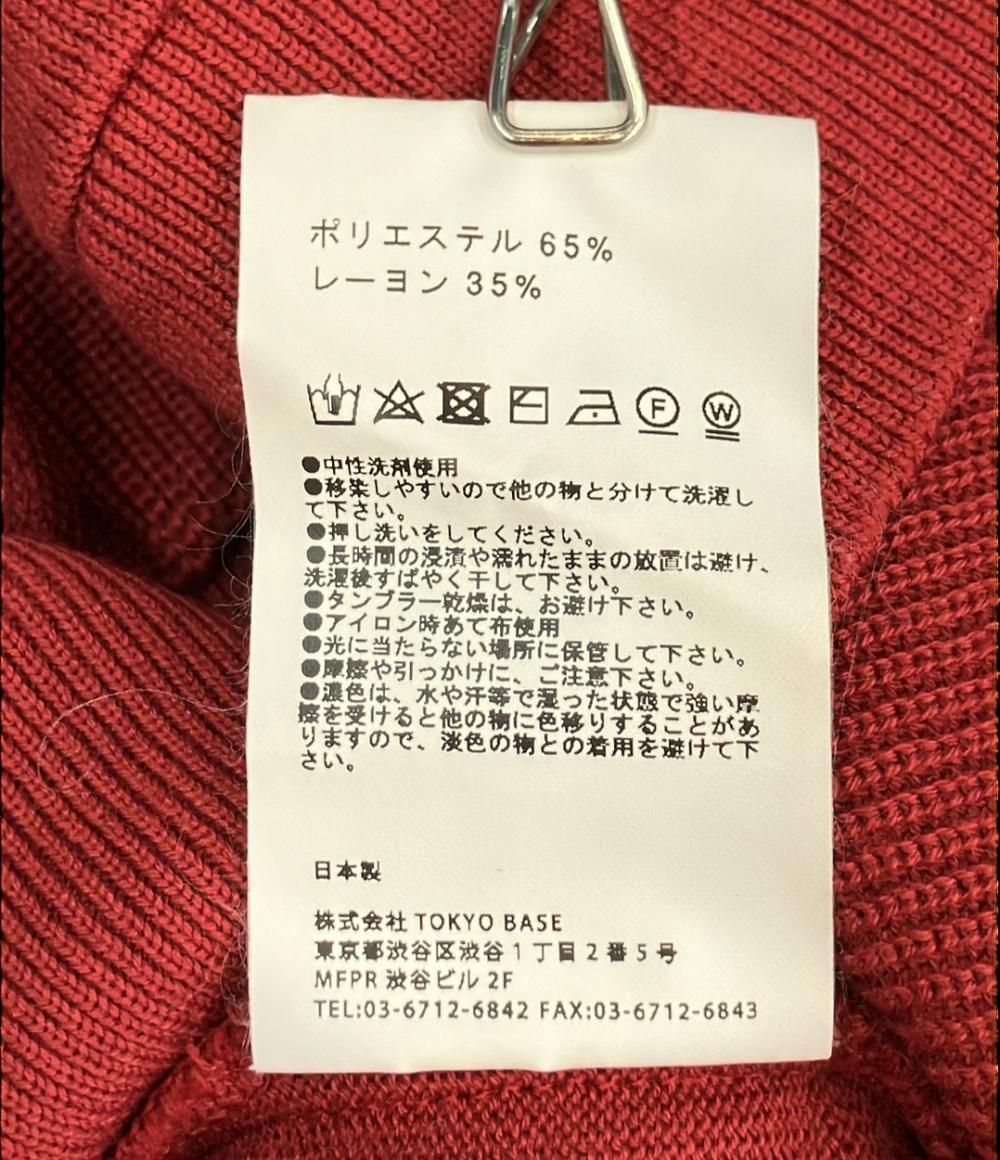 ポリエステル 65%
レーヨン 35%
F W
●中性洗剤使用
●移染しやすいので他の物と分けて洗濯し
て下さい。
●押し洗いをしてください。
●長時間の浸漬や濡れたままの放置は避け、
洗濯後すばやく干して下さい。
●タンブラー乾燥は、お避け下さい。
●アイロン時あて布使用
●光に当たらない場所に保管して下さい。
●摩擦や引っかけに、ご注意下さい。
●濃色は、水や汗等で湿った状態で強い摩
擦を受けると他の物に色移りすることがあ
りますので、淡色の物との着用を避けて下
さい。
日本製
株式会社 TOKYO BASE
東京都渋谷区渋谷1丁目2番5号
MFPR 渋谷ビル 2F
TEL:03-6712-6842 FAX:03-6712-6843